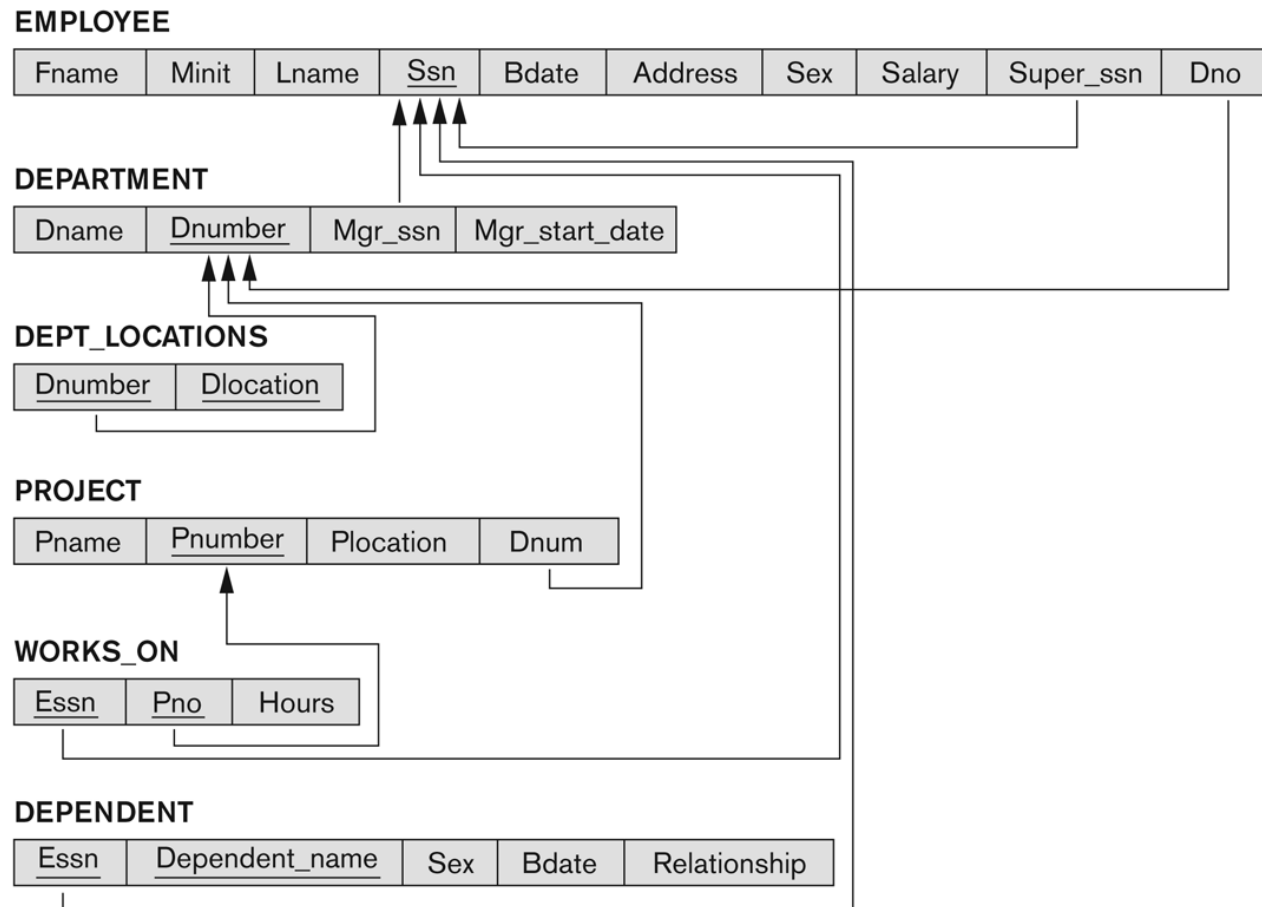 EMPLOYEE
Fname Minit Lname Ssn Bdate Address Sex Salary Super_ssn Dno
DEPARTMENT
Dname Dnumber Mgr_ssn Mgr_start_date
DEPT_LOCATIONS
Dnumber Dlocation
PROJECT
Pname Pnumber Plocation Dnum
WORKS_ON
Essn Pno Hours
DEPENDENT
Essn Dependent_name Sex Bdate Relationship